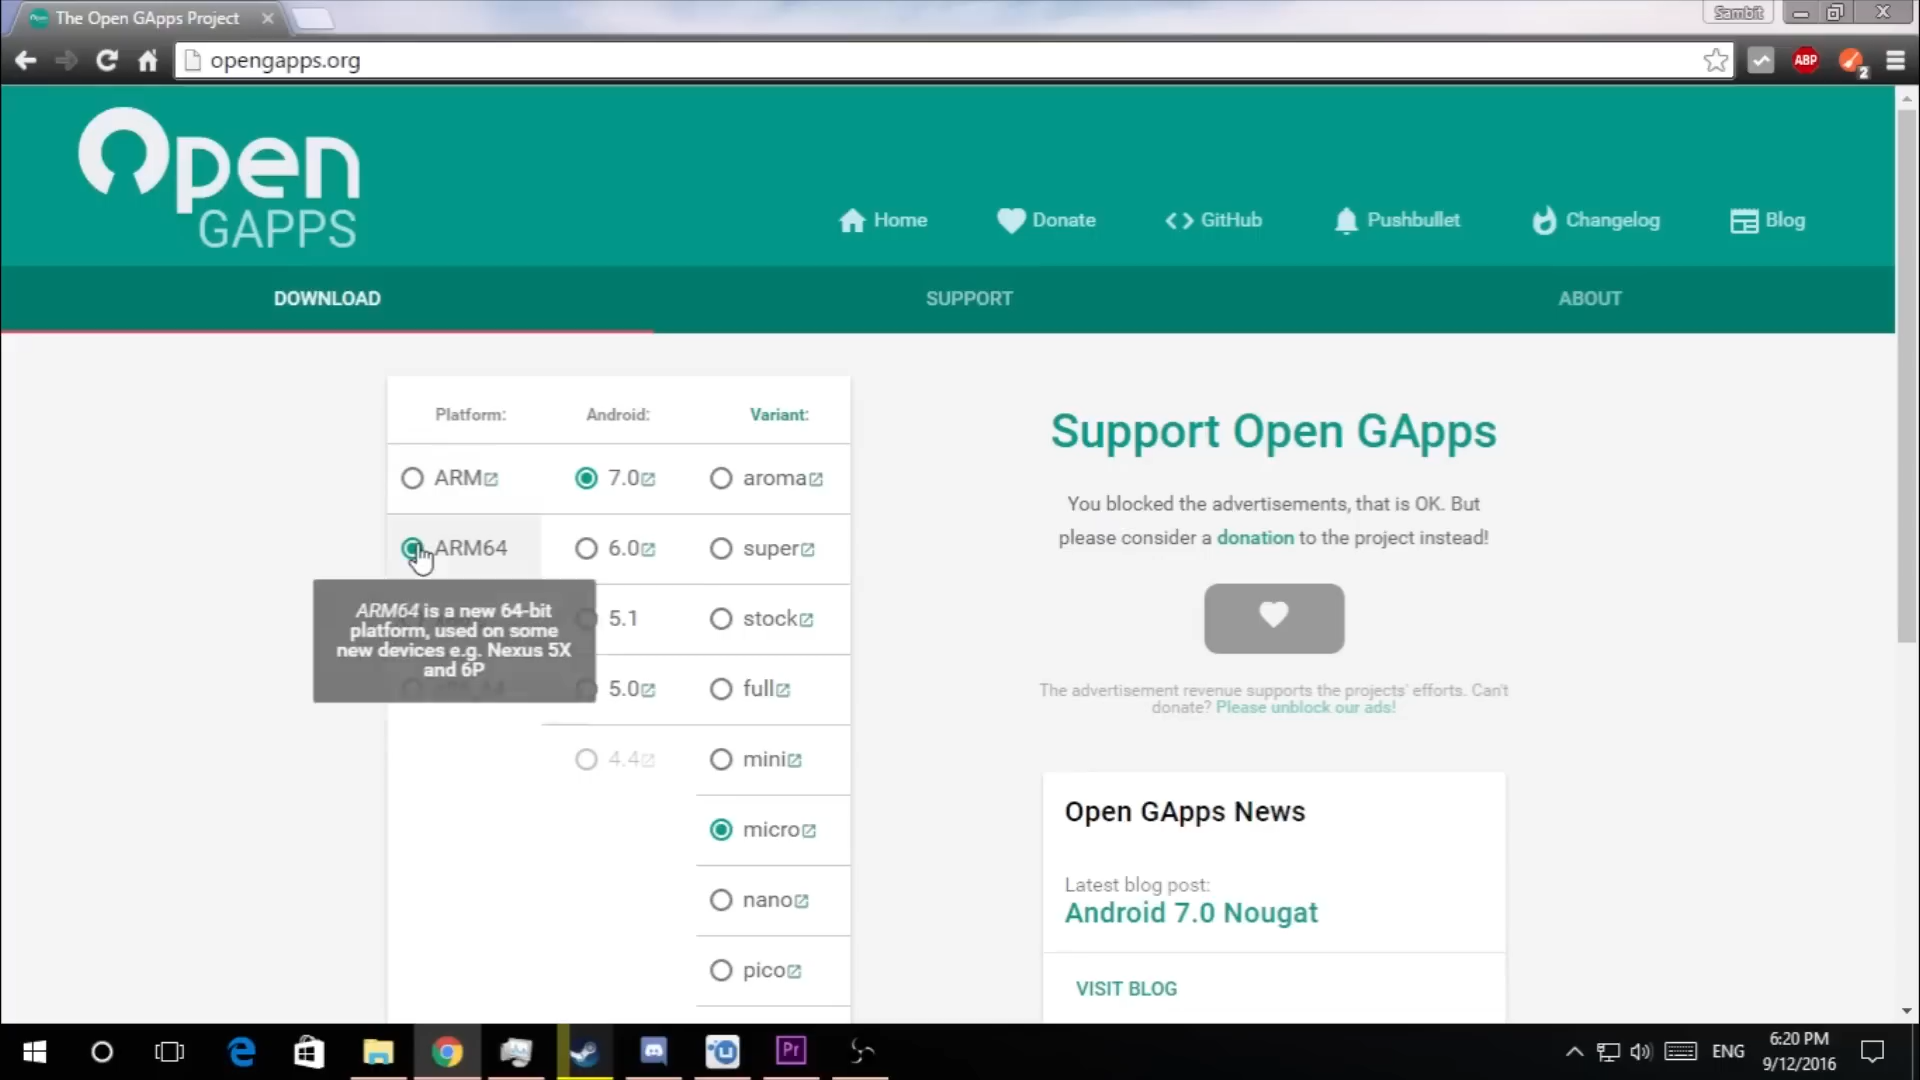 The Open GApps Project
Sambit
opengapps.org
ABP
2
Open
GAPPS
Home
Donate
GitHub
Pushbullet
Changelog
Blog
DOWNLOAD
SUPPORT
ABOUT
Platform:
Android:
Variant:
ARM
7.0
aroma
ARM64
6.0
super
ARM64 is a new 64-bit
platform, used on some
new devices e.g. Nexus 5X
and 6P
5.1
stock
5.0
full
4.4
mini
micro
nano
pico
Support Open GApps
You blocked the advertisements, that is OK. But
please consider a donation to the project instead!
The advertisement revenue supports the projects' efforts. Can't
donate? Please unblock our ads!
Open GApps News
Latest blog post:
Android 7.0 Nougat
VISIT BLOG
Pr
ENG
6:20 PM
9/12/2016